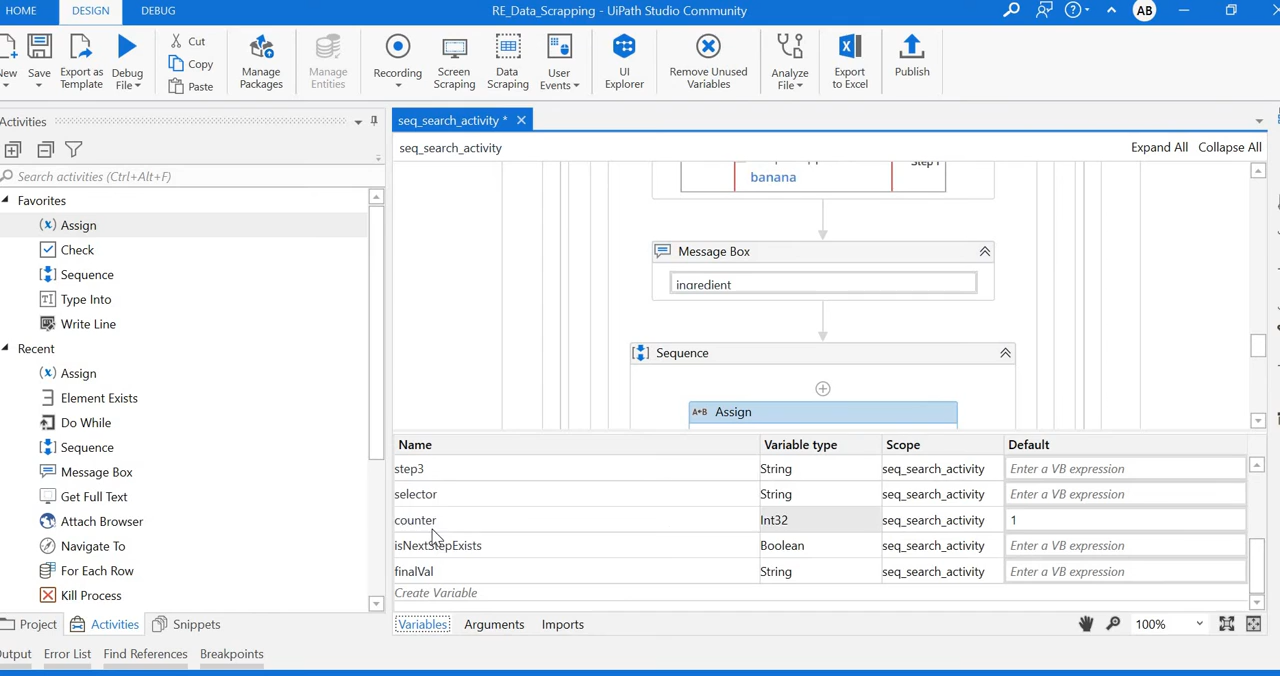 HOME DESIGN DEBUG RE_Data_Scrapping - UiPath Studio Community AB
Save Export as Template Debug File Cut Copy Paste Manage Packages Manage Entities Recording Screen Scraping Data Scraping User Events UI Explorer Remove Unused Variables Analyze File Export to Excel Publish
Activities
seq_search_activity *
seq_search_activity Expand All Collapse All
Search activities (Ctrl+Alt+F)
Favorites
Assign
Check
Sequence
Type Into
Write Line
Recent
Assign
Element Exists
Do While
Sequence
Message Box
Get Full Text
Attach Browser
Navigate To
For Each Row
Kill Process
Project Activities Snippets
Error List Find References Breakpoints
banana
Message Box
ingredient
Sequence
Assign
Name Variable type Scope Default
step3 String seq_search_activity Enter a VB expression
selector String seq_search_activity Enter a VB expression
counter Int32 seq_search_activity 1
isNextStepExists Boolean seq_search_activity Enter a VB expression
finalVal String seq_search_activity Enter a VB expression
Create Variable
Variables Arguments Imports 100%